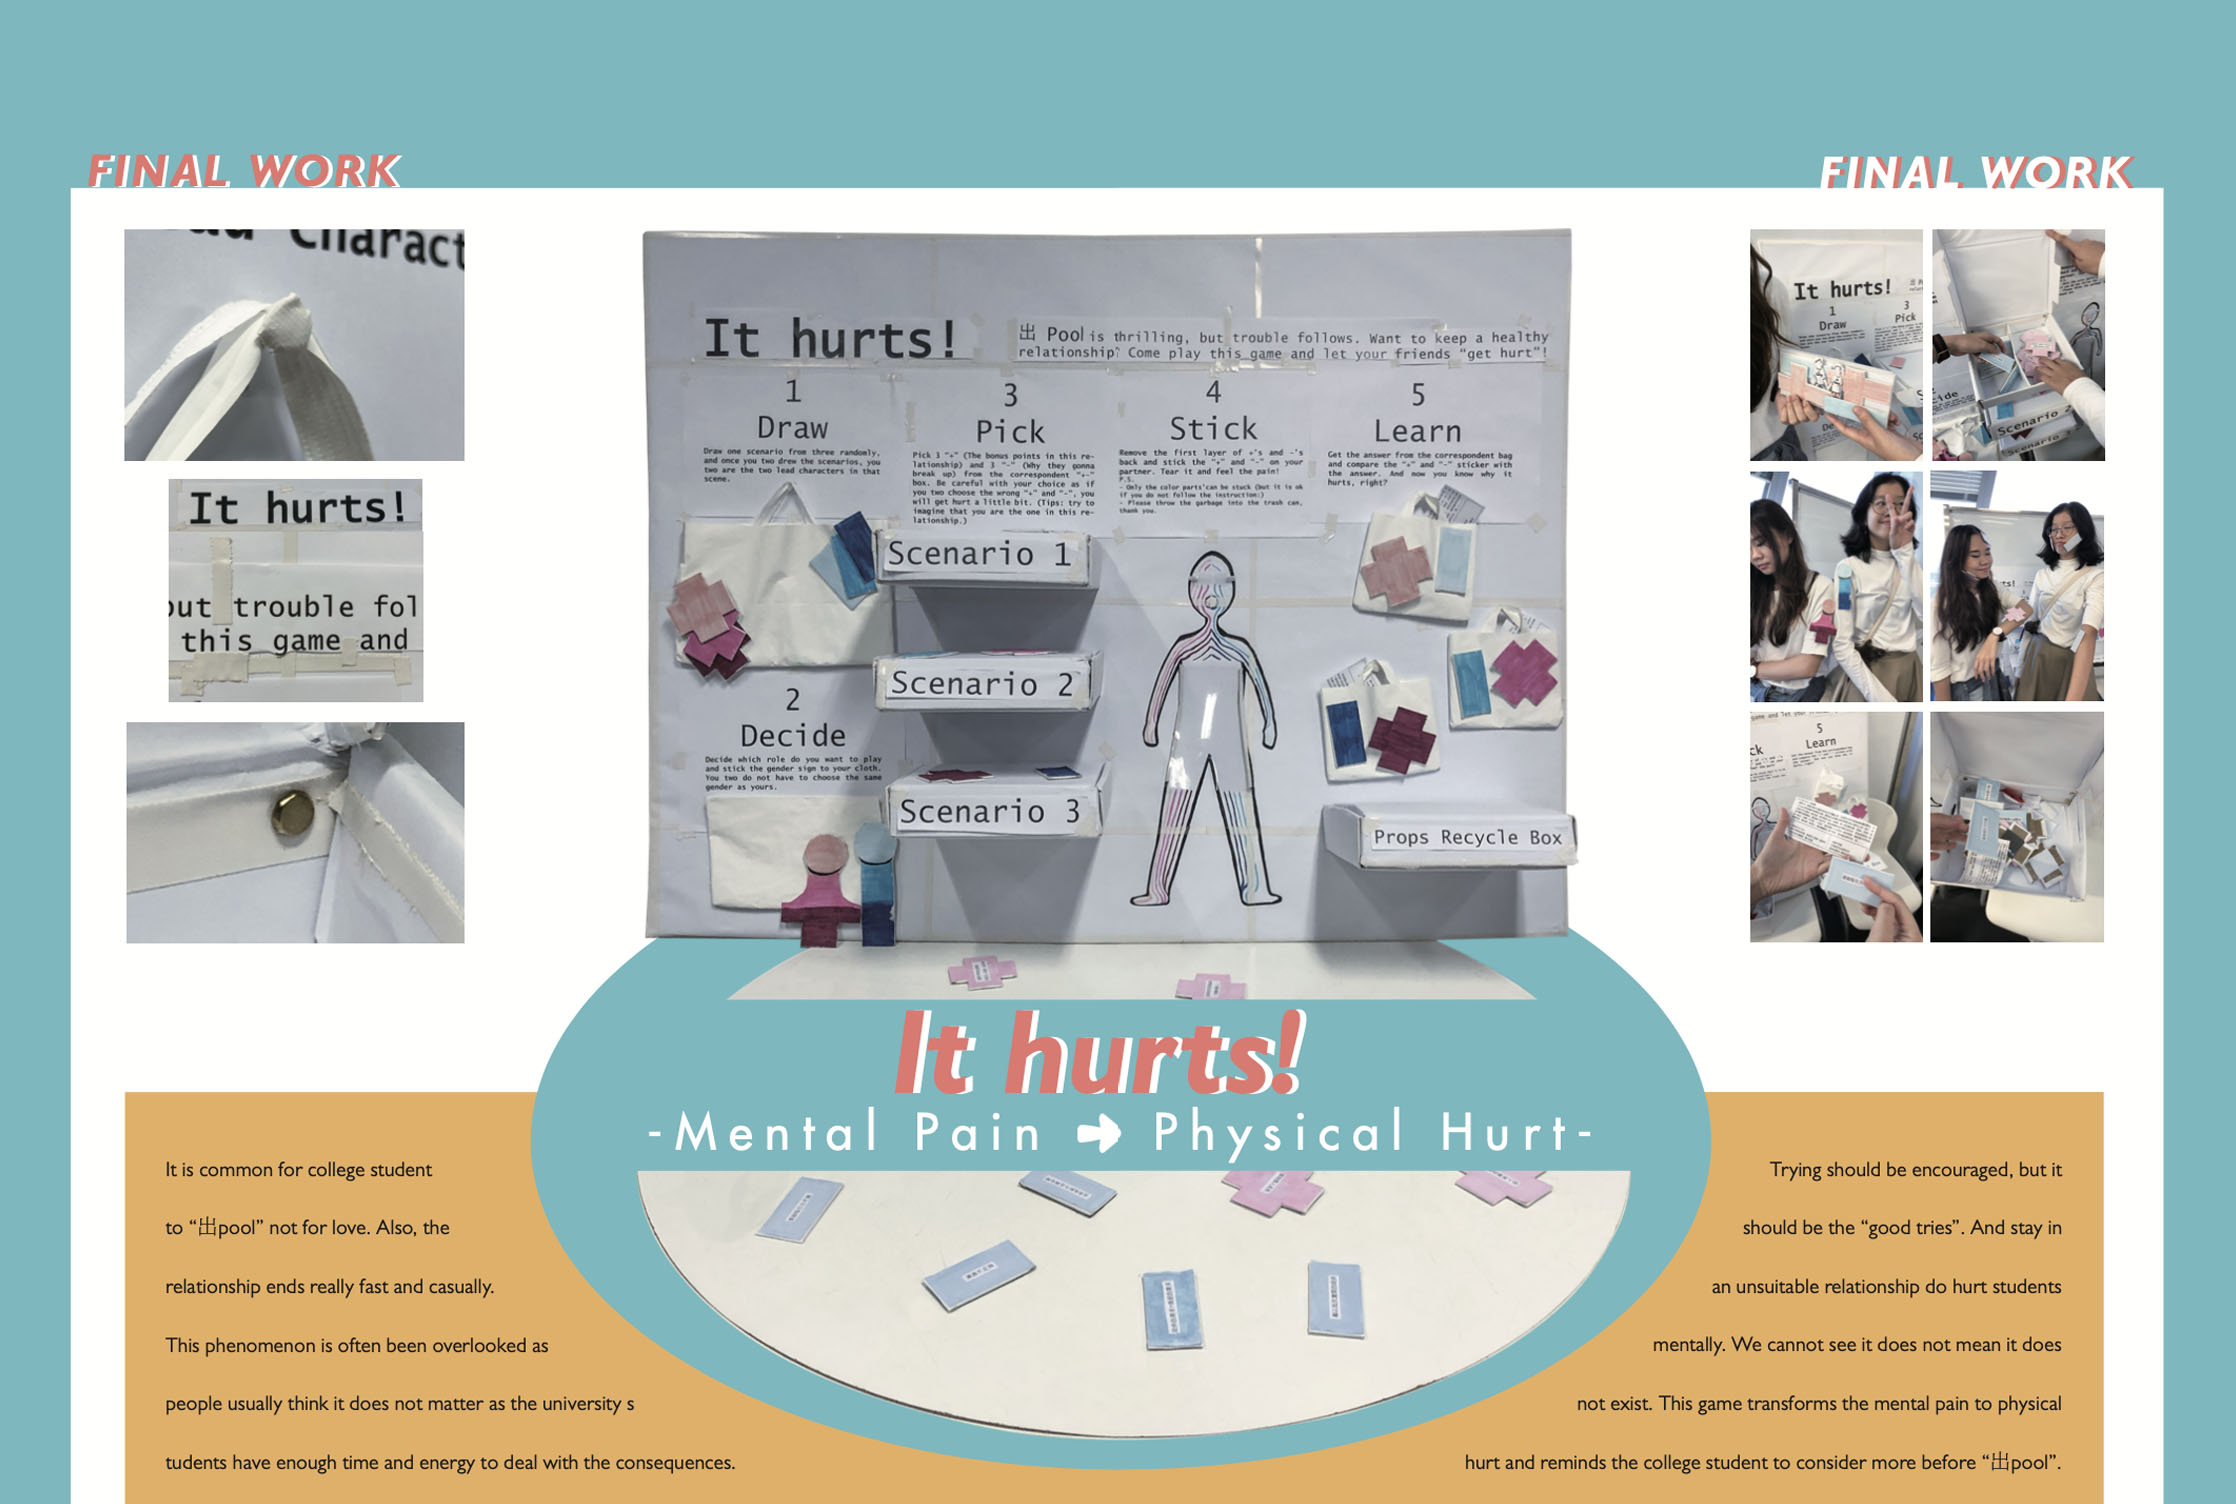 FINAL WORK
FINAL WORK
ad Charact
It hurts!
out trouble fol
this game and
It hurts!
出 Pool is thrilling, but trouble follows. Want to keep a healthy
relationship? Come play this game and let your friends "get hurt"!
1
Draw
Draw one scenario from three randomly,
and once you two drew the scenarios, you
two are the two lead characters in that
scene.
3
Pick
Pick 3 "+" (The bonus points in this re-
lationship) and 3 "-" (Why they gonna
break up) from the correspondent "+-"
box. Be careful with your choice as if
you two choose the wrong "+" and "-", you
will get hurt a little bit. (Tips: try to
imagine that you are the one in this re-
lationship.)
4
Stick
Remove the first layer of +'s and -'s
back and stick the "+" and "-" on your
partner. Tear it and feel the pain!
P.S.
- Only the color parts can be stuck (but it is ok
if you do not follow the instruction:)
- Please throw the garbage into the trash can,
thank you.
5
Learn
Get the answer from the correspondent bag
and compare the "+" and "-" sticker with
the answer. And now you know why it
hurts, right?
Scenario 1
Scenario 2
Scenario 3
2
Decide
Decide which role do you want to play
and stick the gender sign to your cloth.
You two do not have to choose the same
gender as yours.
Props Recycle Box
It hurts!
1
Draw
3
Pick
Scenario 2
5
Learn
It hurts!
-Mental Pain ➔ Physical Hurt-
It is common for college student
to “出pool” not for love. Also, the
relationship ends really fast and casually.
This phenomenon is often been overlooked as
people usually think it does not matter as the university s
tudents have enough time and energy to deal with the consequences.
Trying should be encouraged, but it
should be the “good tries”. And stay in
an unsuitable relationship do hurt students
mentally. We cannot see it does not mean it does
not exist. This game transforms the mental pain to physical
hurt and reminds the college student to consider more before “出pool”.